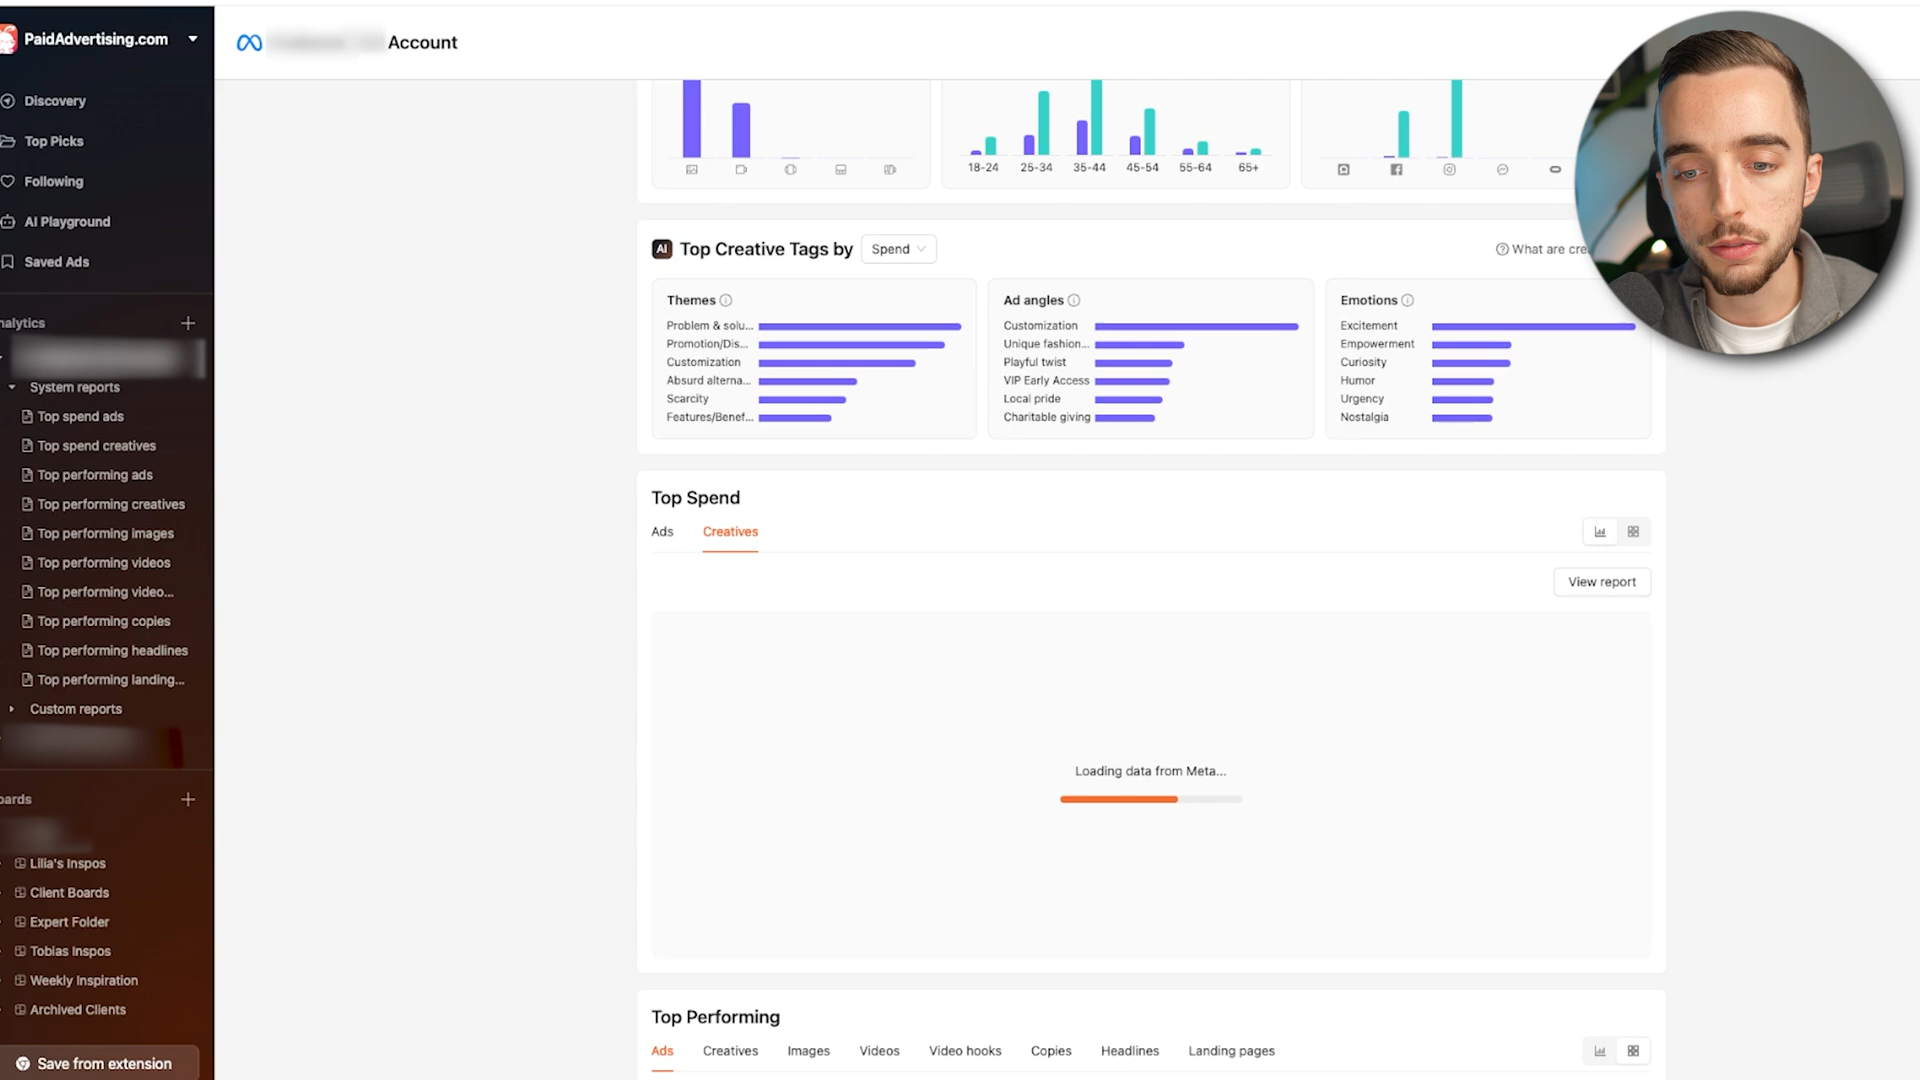 PaidAdvertising.com
Account
Discovery
Top Picks
Following
AI Playground
Saved Ads
nalytics
System reports
Top spend ads
Top spend creatives
Top performing ads
Top performing creatives
Top performing images
Top performing videos
Top performing video...
Top performing copies
Top performing headlines
Top performing landing...
Custom reports
oards
Lilia's Inspos
Client Boards
Expert Folder
Tobias Inspos
Weekly Inspiration
Archived Clients
Save from extension
18-24 25-34 35-44 45-54 55-64 65+
AI Top Creative Tags by Spend
What are cre
Themes
Problem & solu...
Promotion/Dis...
Customization
Absurd alterna...
Scarcity
Features/Benef...
Ad angles
Customization
Unique fashion...
Playful twist
VIP Early Access
Local pride
Charitable giving
Emotions
Excitement
Empowerment
Curiosity
Humor
Urgency
Nostalgia
Top Spend
Ads Creatives
View report
Loading data from Meta...
Top Performing
Ads Creatives Images Videos Video hooks Copies Headlines Landing pages